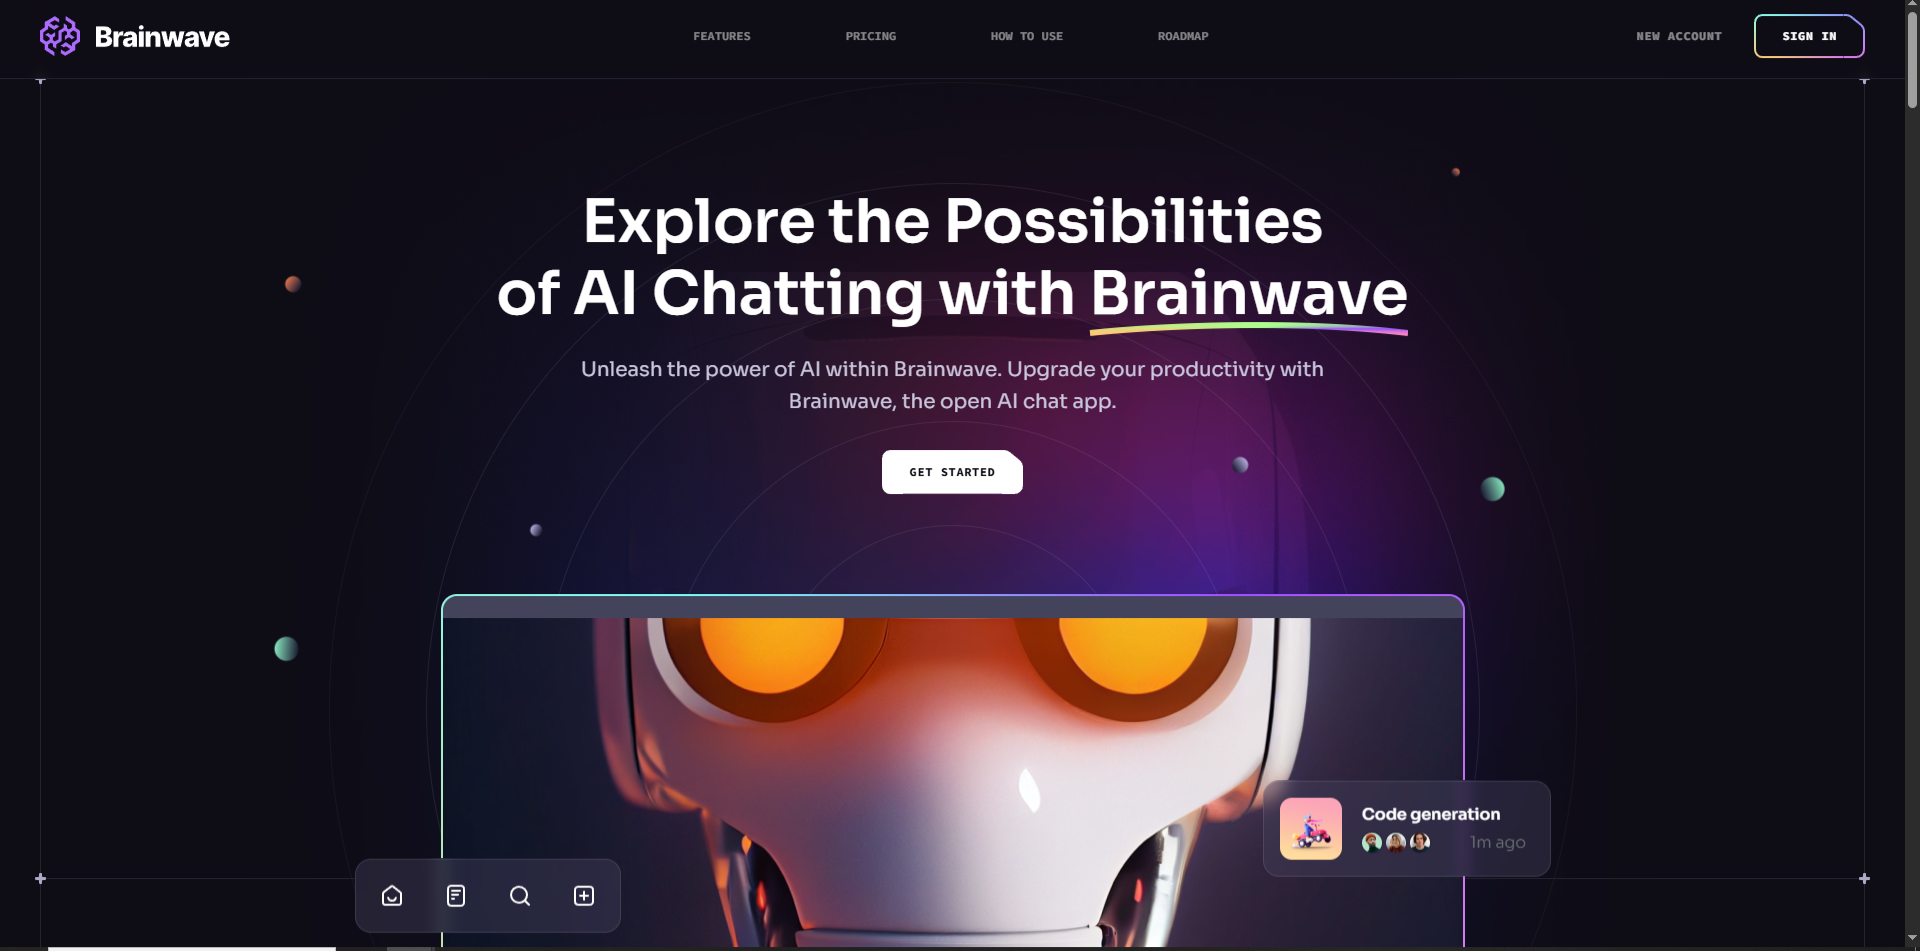 Brainwave
FEATURES
PRICING
HOW TO USE
ROADMAP
NEW ACCOUNT
SIGN IN
Explore the Possibilities
of AI Chatting with Brainwave
Unleash the power of AI within Brainwave. Upgrade your productivity with
Brainwave, the open AI chat app.
GET STARTED
Code generation
1m ago